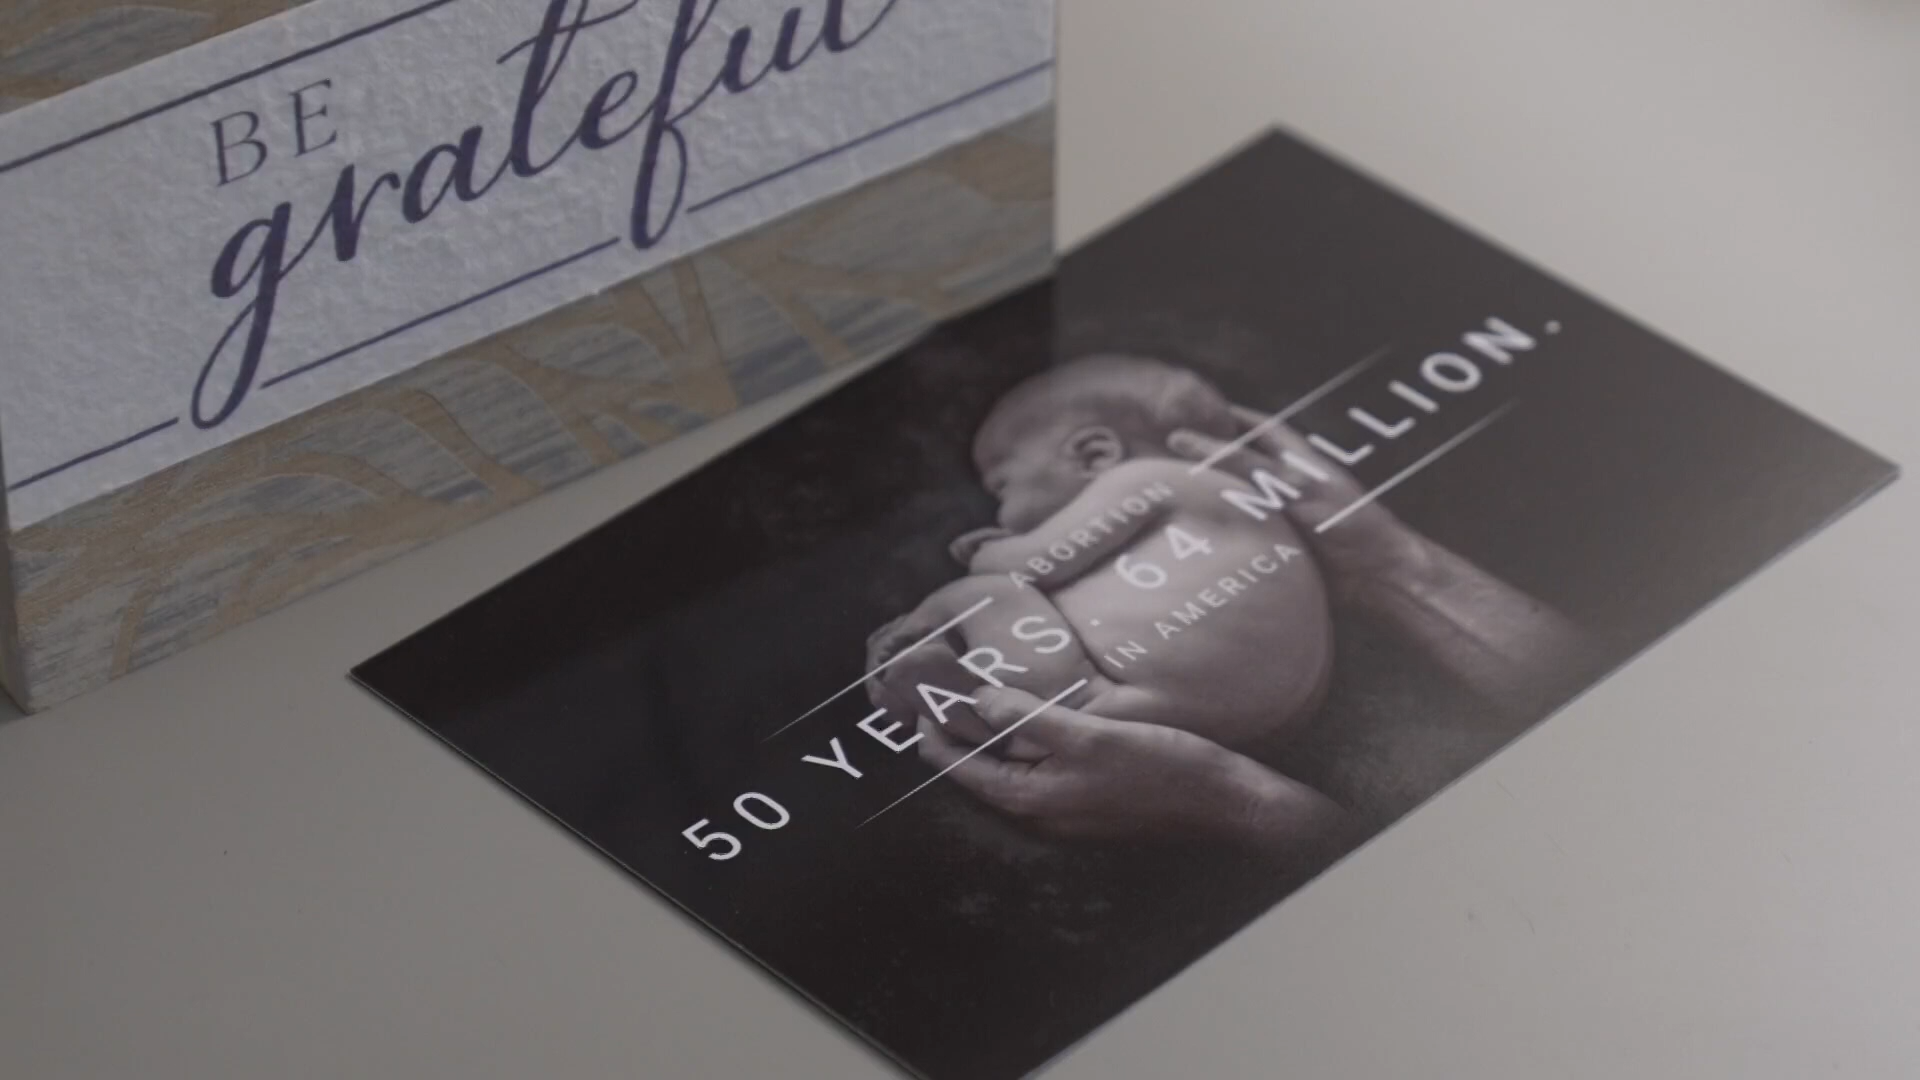 BE
grateful
ABORTION
50 YEARS. 64 MILLION.
IN AMERICA